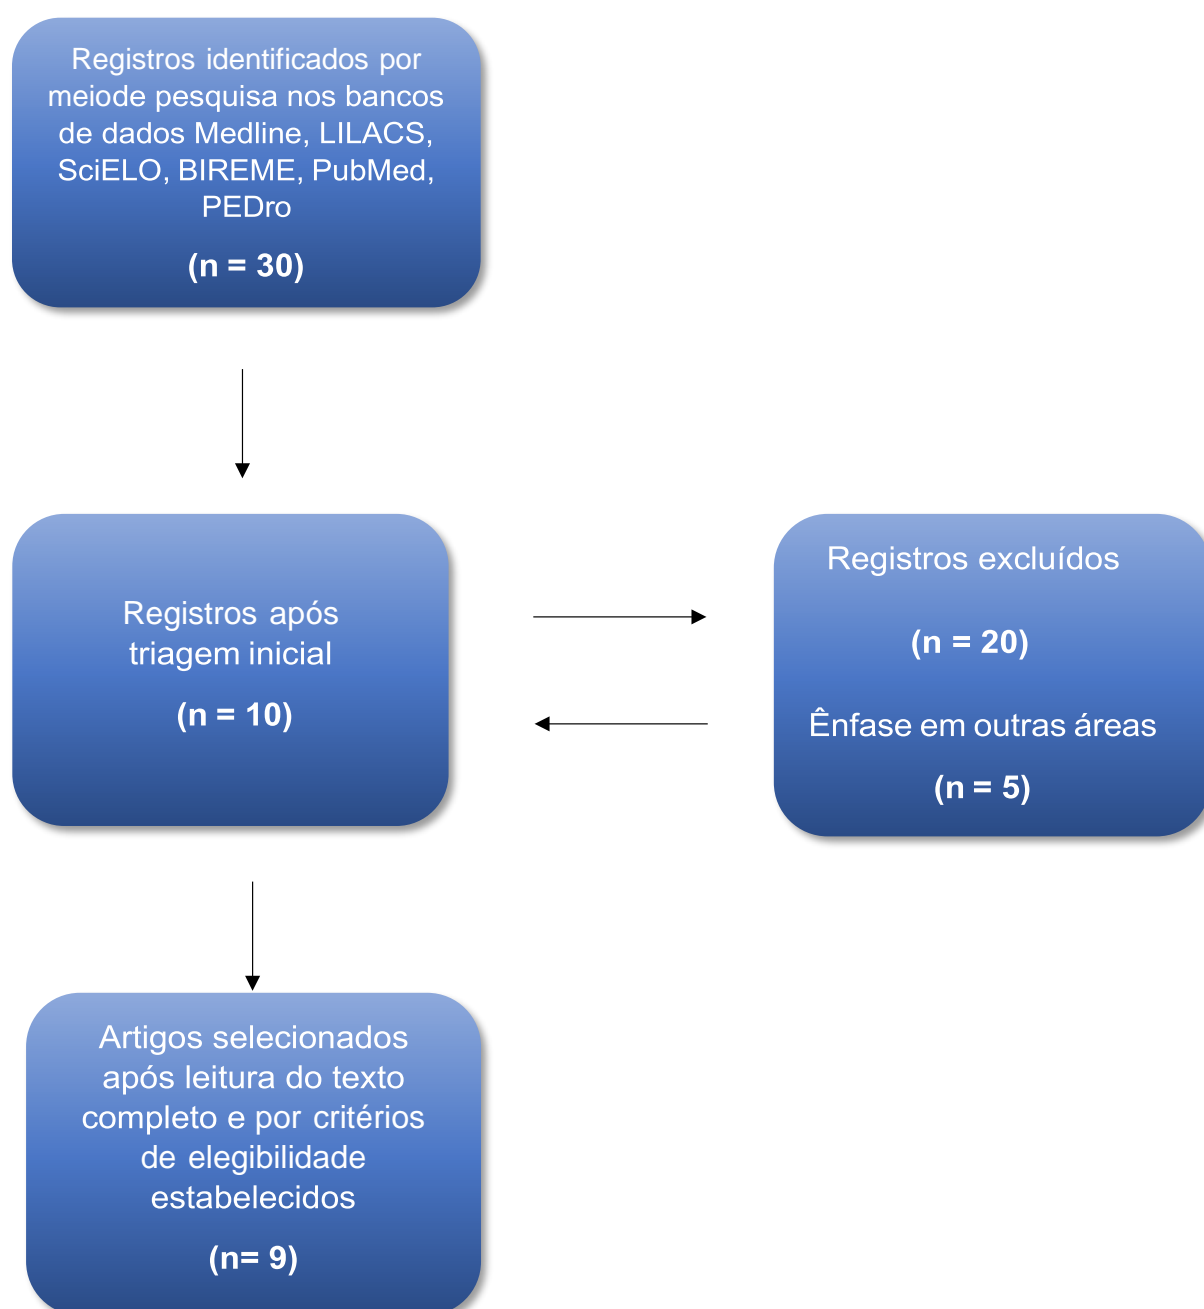 Registros identificados por
meiode pesquisa nos bancos
de dados Medline, LILACS,
SciELO, BIREME, PubMed,
PEDro
(n = 30)
Registros após
triagem inicial
(n = 10)
Registros excluídos
(n = 20)
Ênfase em outras áreas
(n = 5)
Artigos selecionados
após leitura do texto
completo e por critérios
de elegibilidade
estabelecidos
(n= 9)